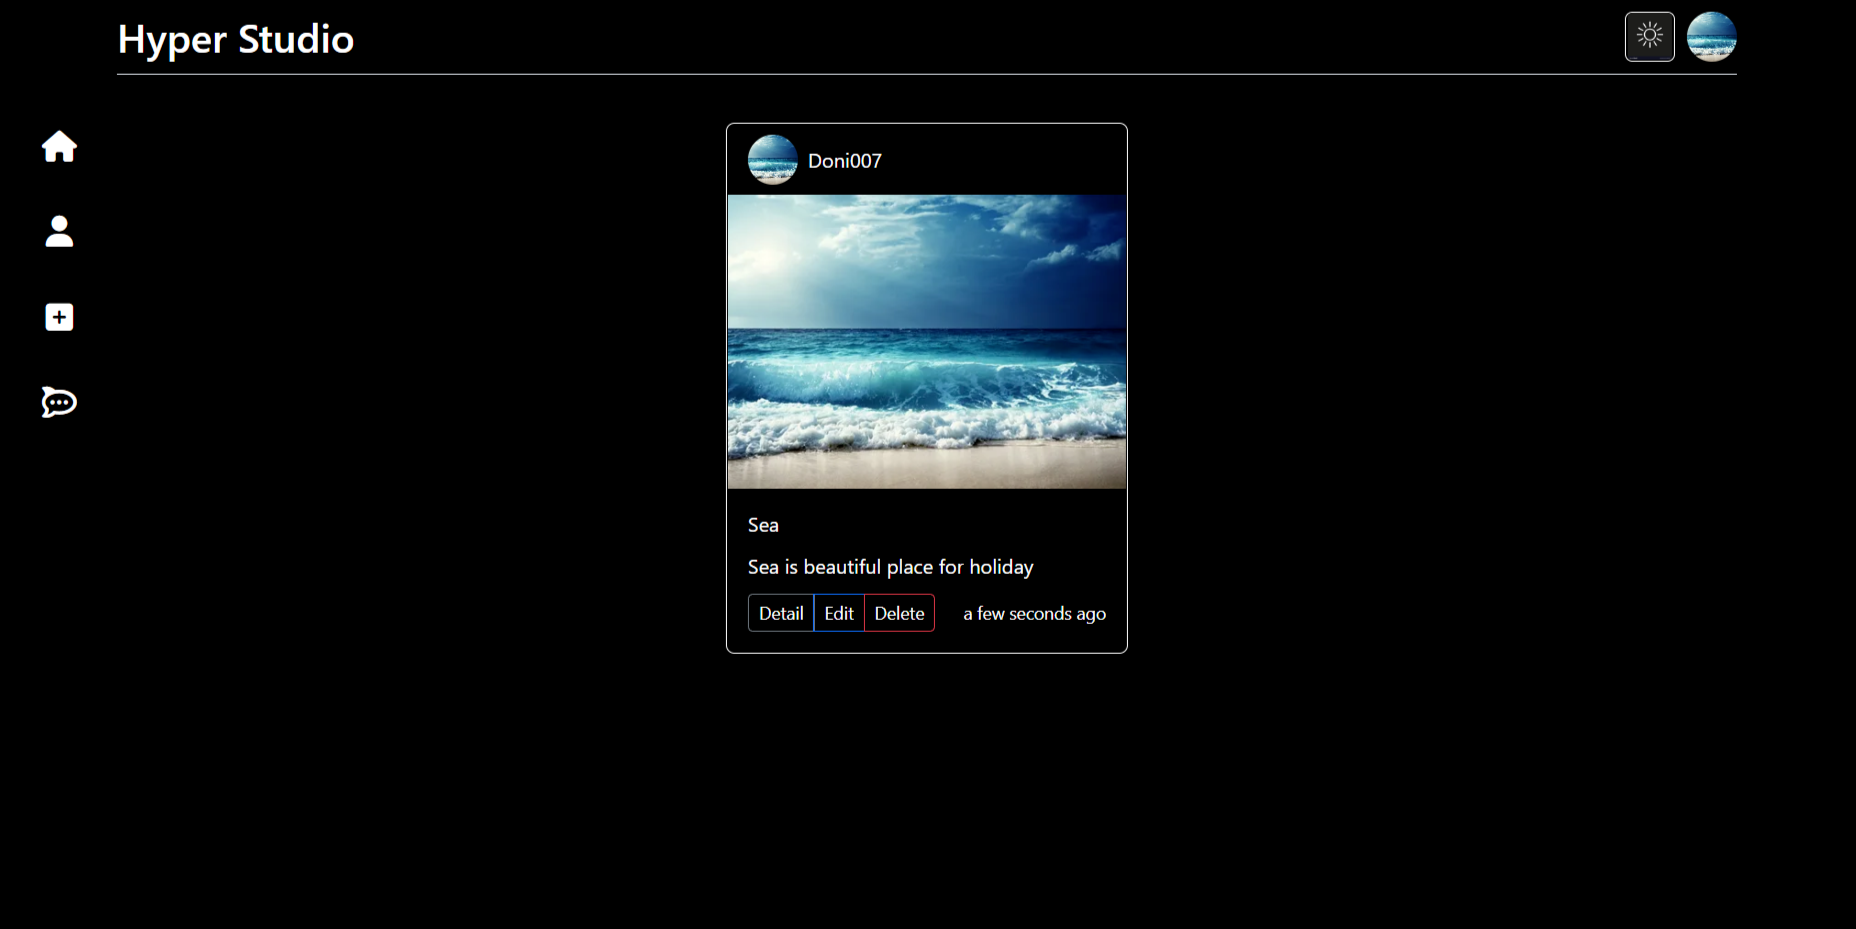 Hyper Studio
Doni007
Sea
Sea is beautiful place for holiday
Detail Edit Delete a few seconds ago